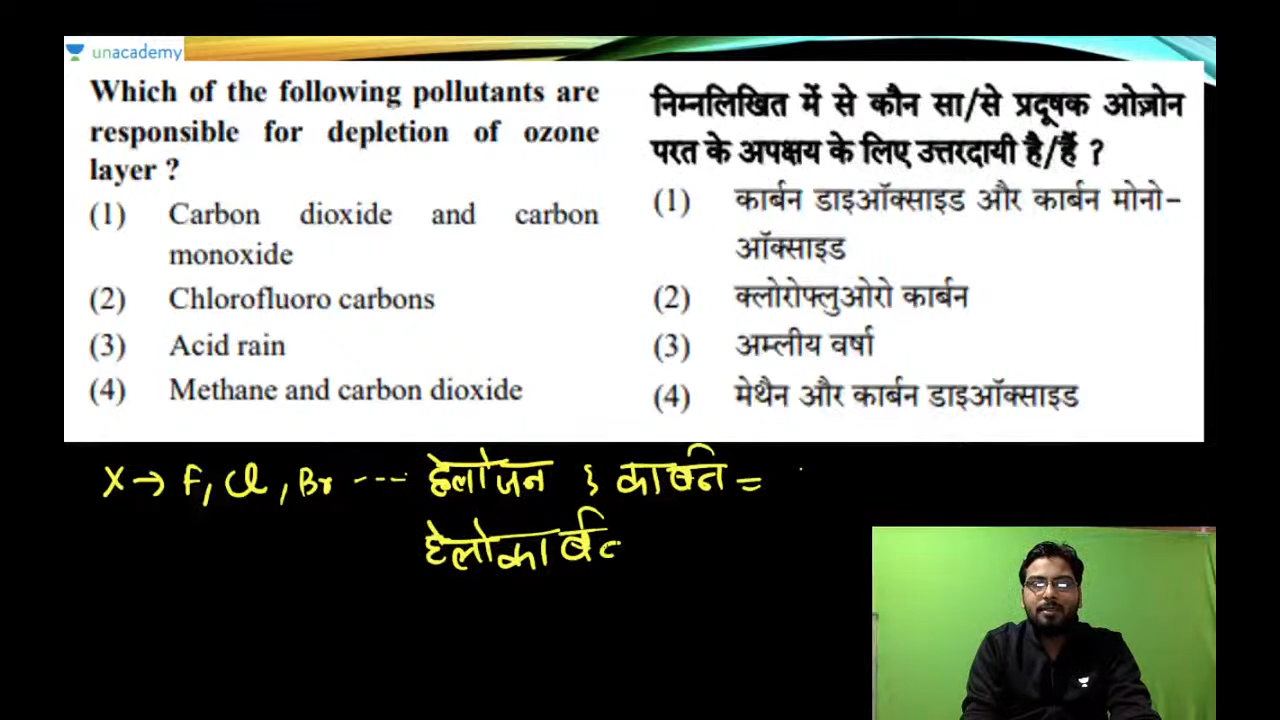 unacademy
Which of the following pollutants are
responsible for depletion of ozone
layer ?
(1) Carbon dioxide and carbon
monoxide
(2) Chlorofluoro carbons
(3) Acid rain
(4) Methane and carbon dioxide
निम्नलिखित में से कौन सा/से प्रदूषक ओज़ोन
परत के अपक्षय के लिए उत्तरदायी है/हैं ?
(1) कार्बन डाइऑक्साइड और कार्बन मोनो-
ऑक्साइड
(2) क्लोरोफ्लुओरो कार्बन
(3) अम्लीय वर्षा
(4) मेथैन और कार्बन डाइऑक्साइड
X → F, Cl, Br ---- हेलोजन ; कार्बन =
हेलोकार्बन